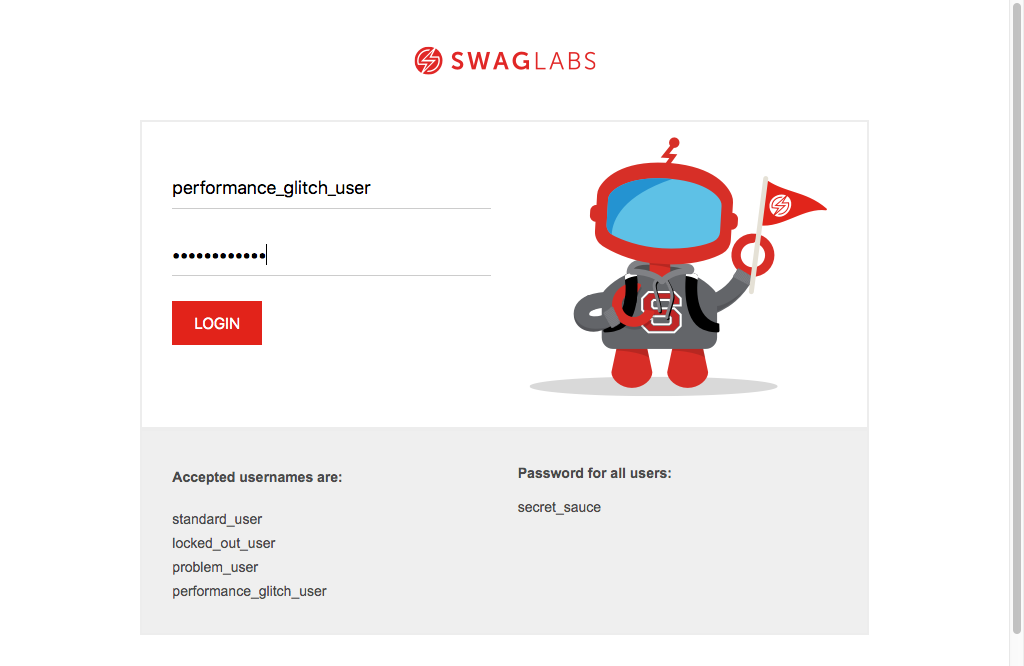 SWAGLABS
performance_glitch_user
••••••••••••
LOGIN
S
Accepted usernames are:
standard_user
locked_out_user
problem_user
performance_glitch_user
Password for all users:
secret_sauce